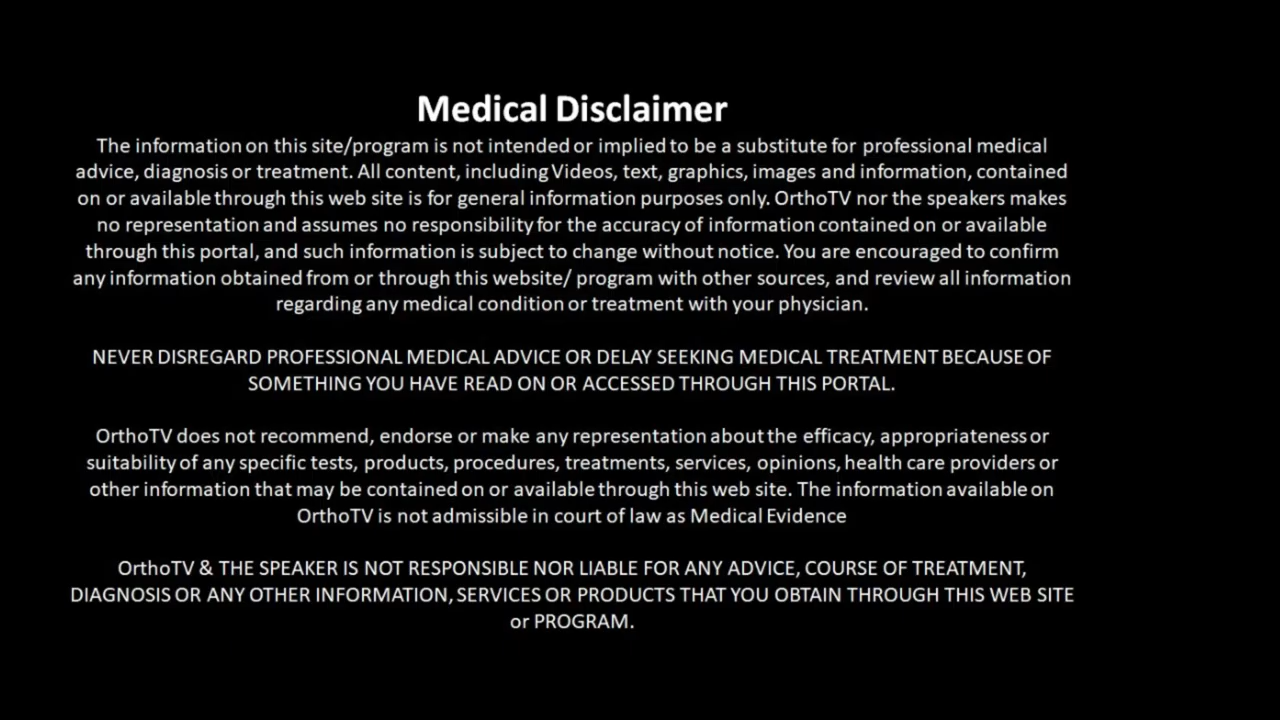 Medical Disclaimer
The information on this site/program is not intended or implied to be a substitute for professional medical
advice, diagnosis or treatment. All content, including Videos, text, graphics, images and information, contained
on or available through this web site is for general information purposes only. OrthoTV nor the speakers makes
no representation and assumes no responsibility for the accuracy of information contained on or available
through this portal, and such information is subject to change without notice. You are encouraged to confirm
any information obtained from or through this website/ program with other sources, and review all information
regarding any medical condition or treatment with your physician.
NEVER DISREGARD PROFESSIONAL MEDICAL ADVICE OR DELAY SEEKING MEDICAL TREATMENT BECAUSE OF
SOMETHING YOU HAVE READ ON OR ACCESSED THROUGH THIS PORTAL.
OrthoTV does not recommend, endorse or make any representation about the efficacy, appropriateness or
suitability of any specific tests, products, procedures, treatments, services, opinions, health care providers or
other information that may be contained on or available through this web site. The information available on
OrthoTV is not admissible in court of law as Medical Evidence
OrthoTV & THE SPEAKER IS NOT RESPONSIBLE NOR LIABLE FOR ANY ADVICE, COURSE OF TREATMENT,
DIAGNOSIS OR ANY OTHER INFORMATION, SERVICES OR PRODUCTS THAT YOU OBTAIN THROUGH THIS WEB SITE
or PROGRAM.